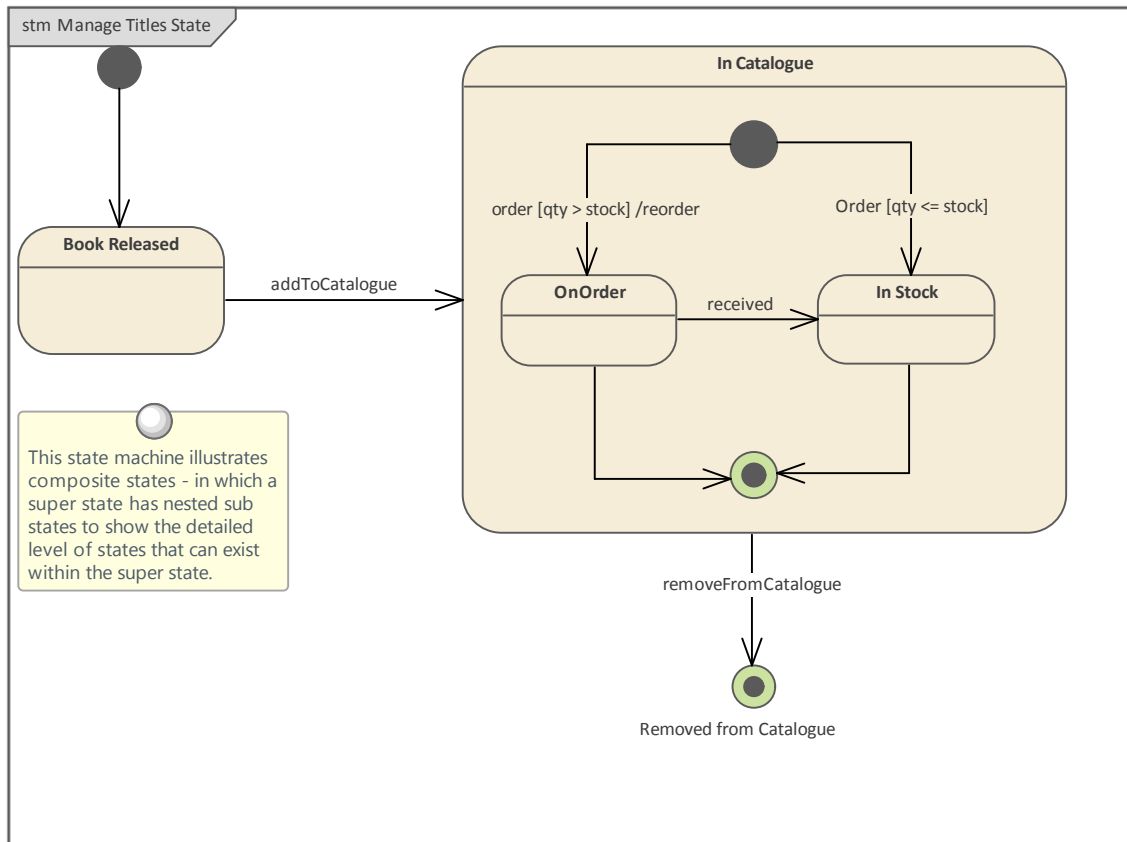 stm Manage Titles State
In Catalogue
order [qty > stock] /reorder
Order [qty <= stock]
Book Released
addToCatalogue
OnOrder
received
In Stock
This state machine illustrates
composite states - in which a
super state has nested sub
states to show the detailed
level of states that can exist
within the super state.
removeFromCatalogue
Removed from Catalogue